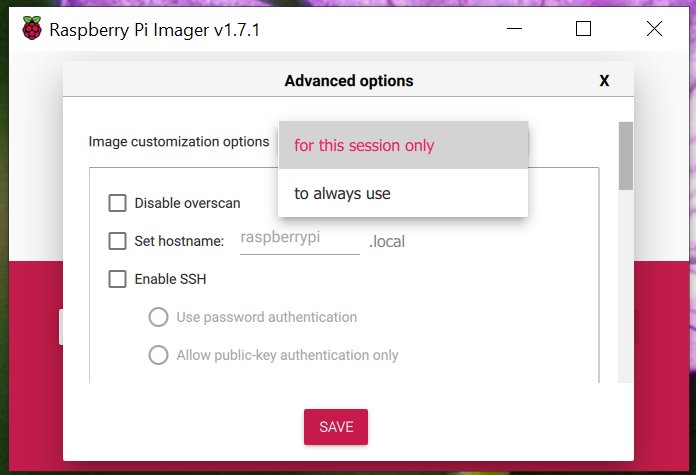 Raspberry Pi Imager v1.7.1
Advanced options
X
Image customization options
for this session only
to always use
Disable overscan
Set hostname: raspberrypi .local
Enable SSH
Use password authentication
Allow public-key authentication only
SAVE